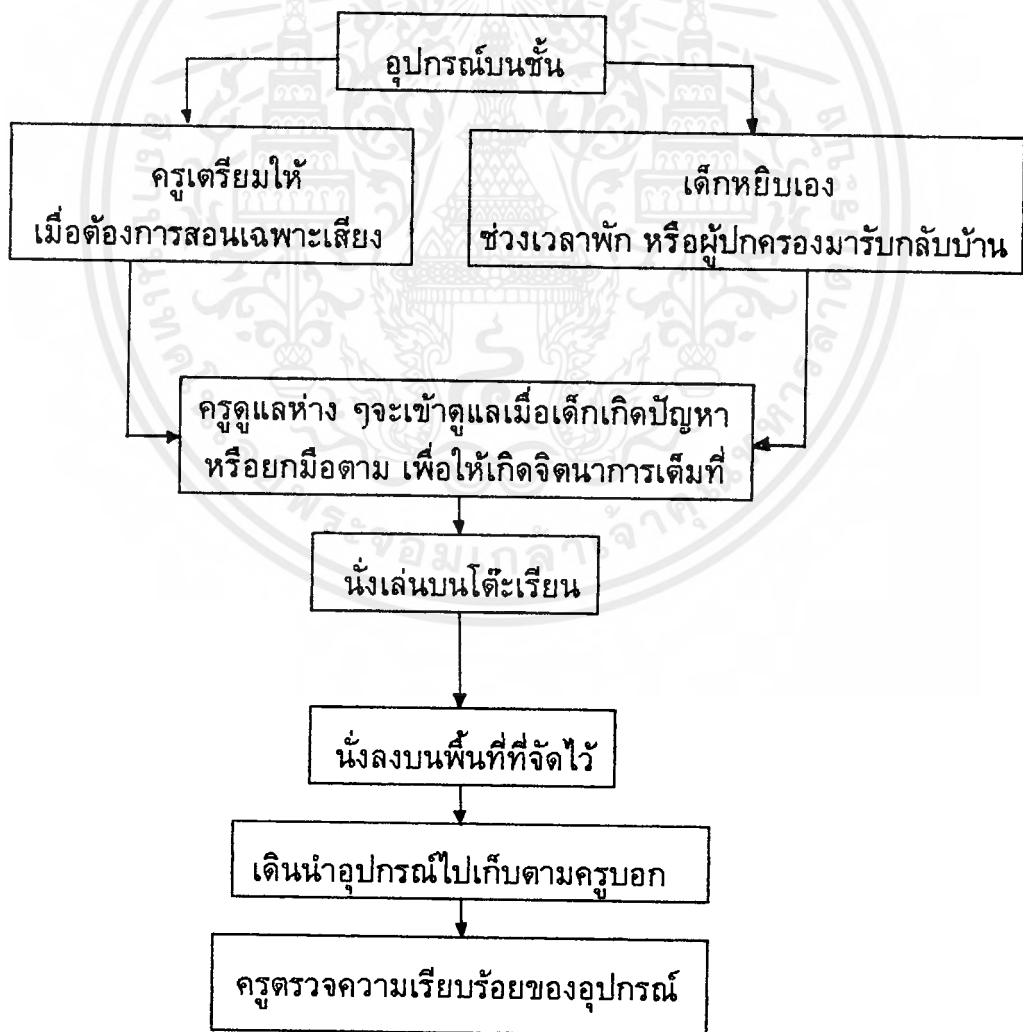 อุปกรณ์บนชั้น
ครูเตรียมให้
เมื่อต้องการสอนเฉพาะเสียง
เด็กหยิบเอง
ช่วงเวลาพัก หรือผู้ปกครองมารับกลับบ้าน
ครูดูแลห่าง ๆจะเข้าดูแลเมื่อเด็กเกิดปัญหา
หรือยกมือตาม เพื่อให้เกิดจิตนาการเต็มที่
นั่งเล่นบนโต๊ะเรียน
นั่งลงบนพื้นที่ที่จัดไว้
เดินนำอุปกรณ์ไปเก็บตามครูบอก
ครูตรวจความเรียบร้อยของอุปกรณ์